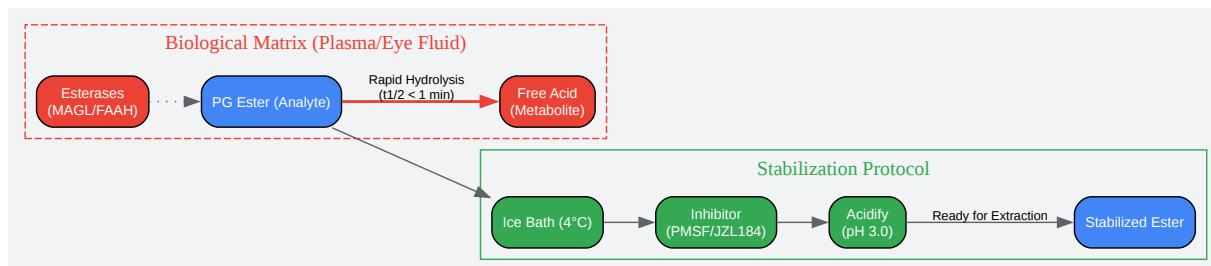 Biological Matrix (Plasma/Eye Fluid)
Esterases
(MAGL/FAAH)
PG Ester (Analyte)
Rapid Hydrolysis
(t1/2 < 1 min)
Free Acid
(Metabolite)
Stabilization Protocol
Ice Bath (4°C)
Inhibitor
(PMSF/JZL184)
Acidify
(pH 3.0)
Ready for Extraction
Stabilized Ester